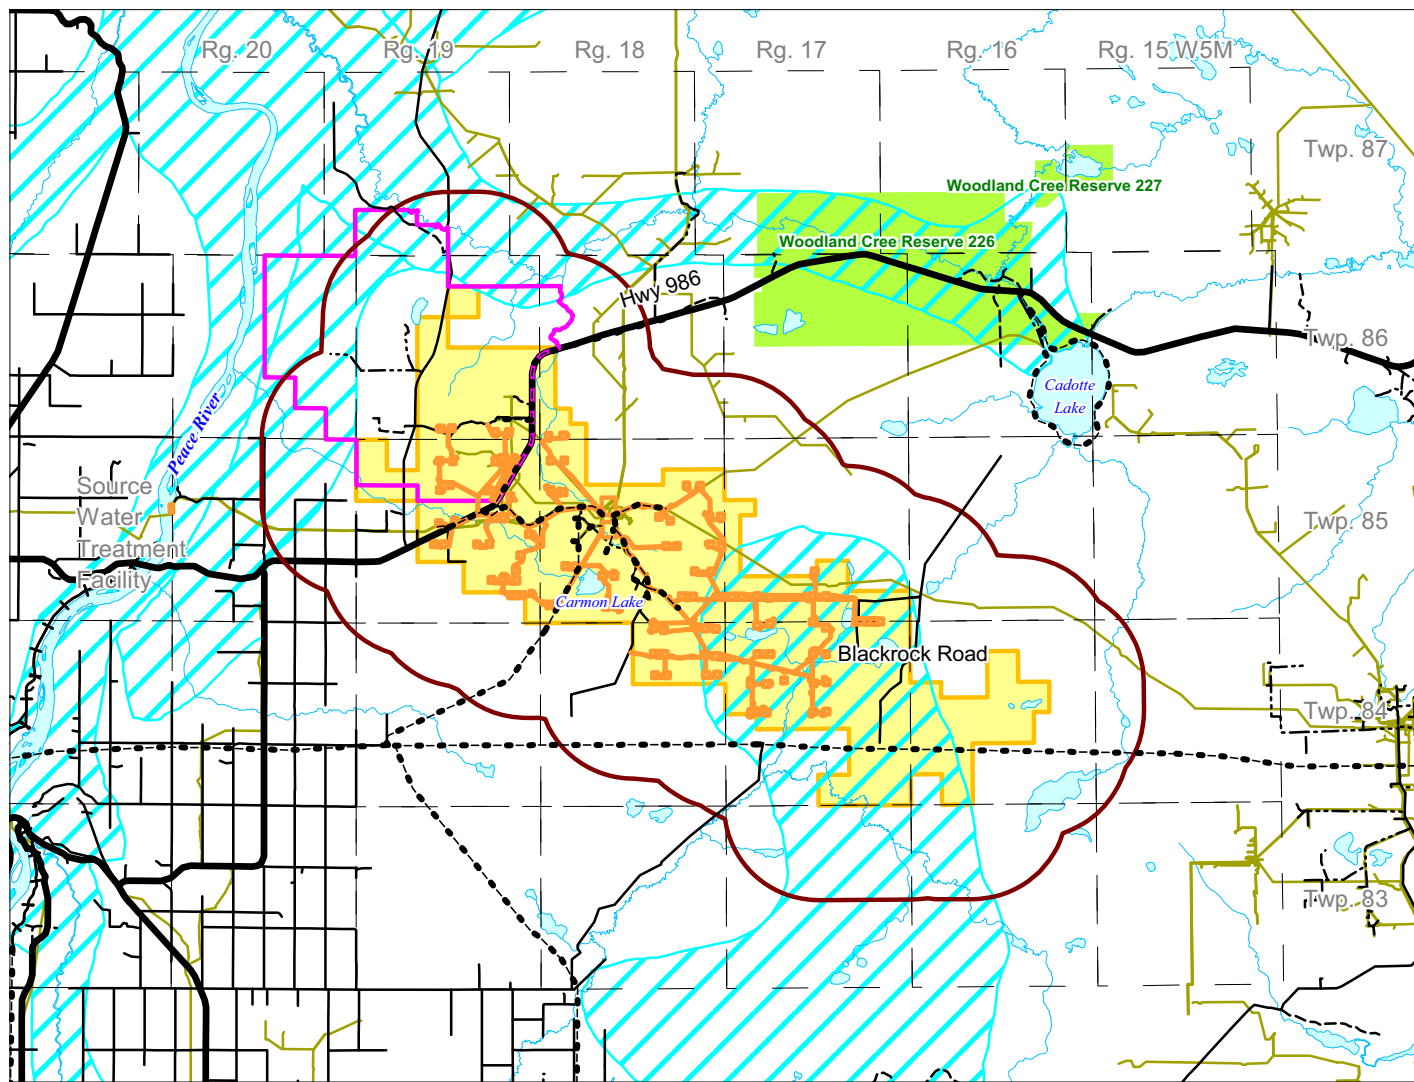 Rg. 20
Rg. 19
Rg. 18
Rg. 17
Rg. 16
Rg. 15 W5M
Twp. 87
Woodland Cree Reserve 227
Woodland Cree Reserve 226
Hwy 986
Twp. 86
Cadotte
Lake
Peace River
Source
Water
Treatment
Facility
Twp. 85
Carmon Lake
Blackrock Road
Twp. 84
Twp. 83